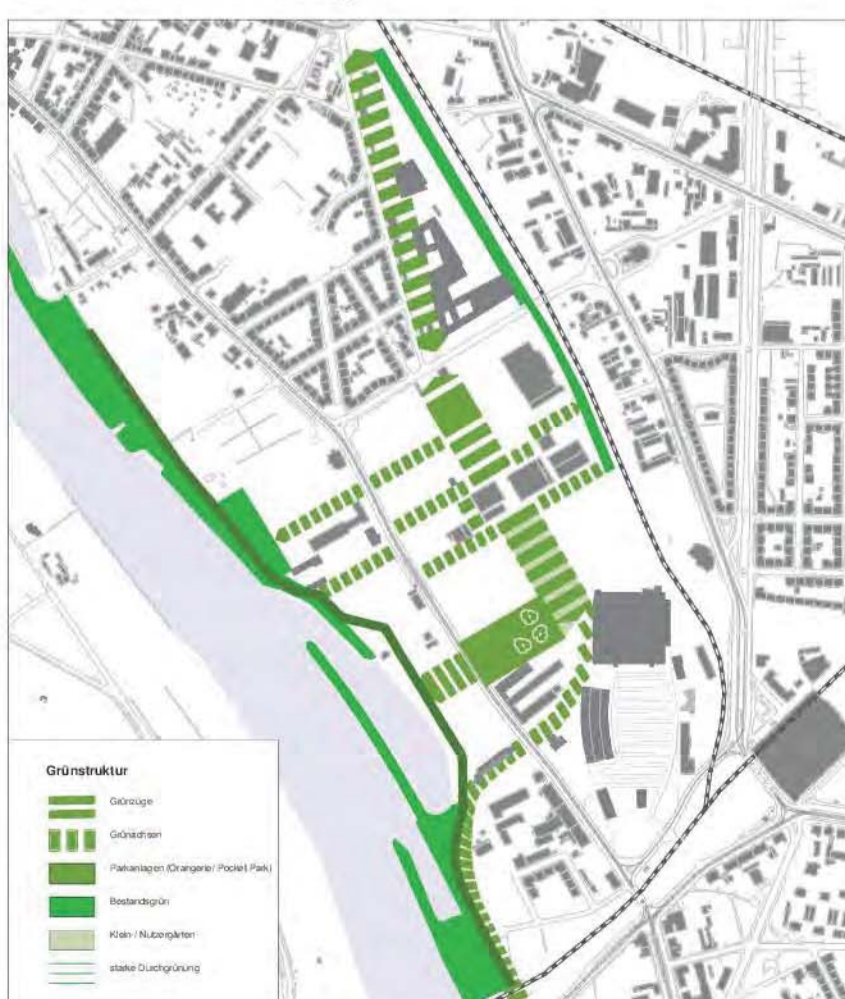 Grünstruktur
Grünzüge
Grünachsen
Parkanlagen (Orangerie/ Pocket Park)
Bestandsgrün
Klein-/ Nutzergärten
starke Durchgrünung